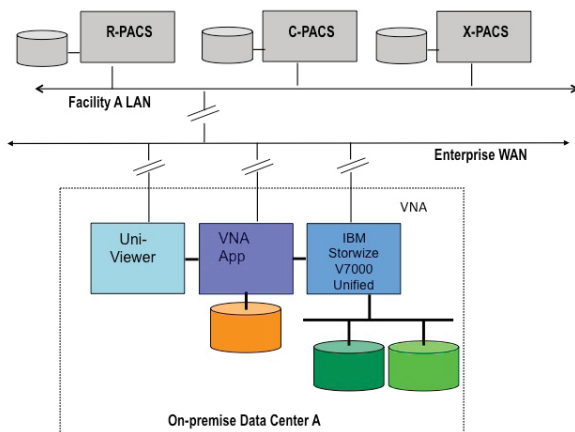 R-PACS
C-PACS
X-PACS
Facility A LAN
Enterprise WAN
VNA
Uni-
Viewer
VNA
App
IBM
Storwize
V7000
Unified
On-premise Data Center A